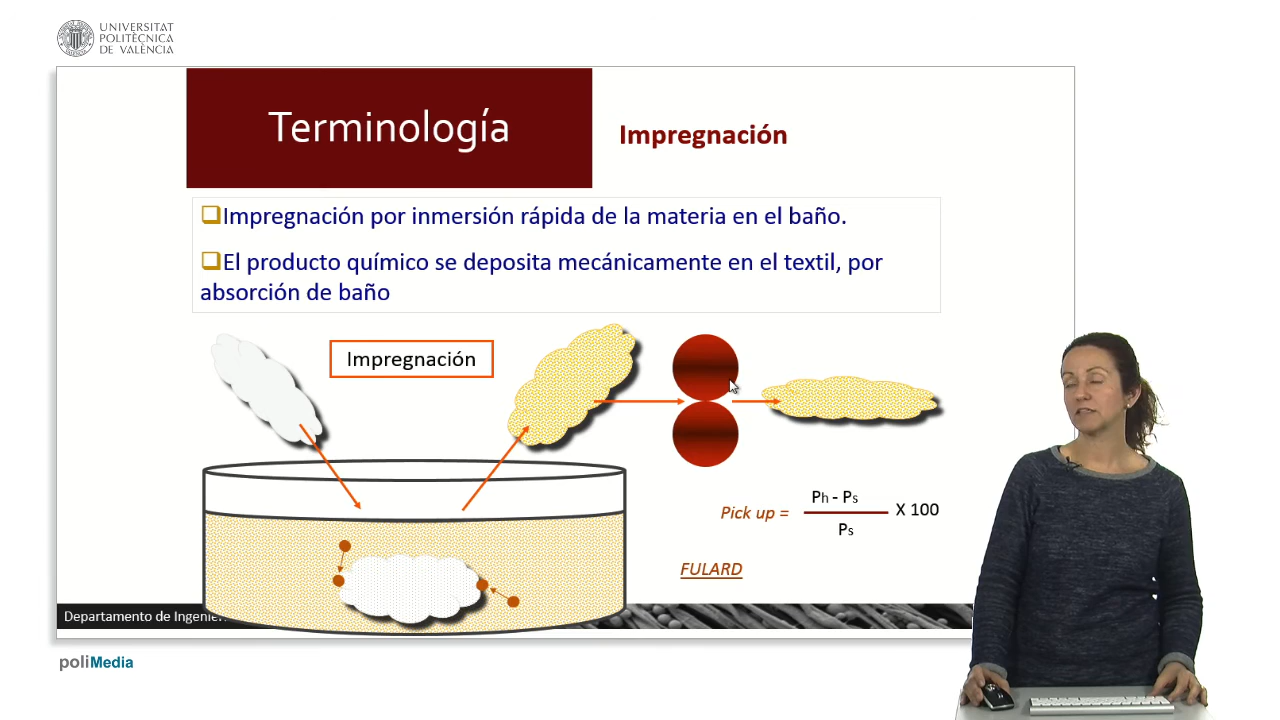 UNIVERSITAT
POLITÈCNICA
DE VALÈNCIA
Terminología
Impregnación
Impregnación por inmersión rápida de la materia en el baño.
El producto químico se deposita mecánicamente en el textil, por
absorción de baño
Impregnación
Pick up =
Ph - Ps
Ps
X 100
FULARD
Departamento de
poliMedia